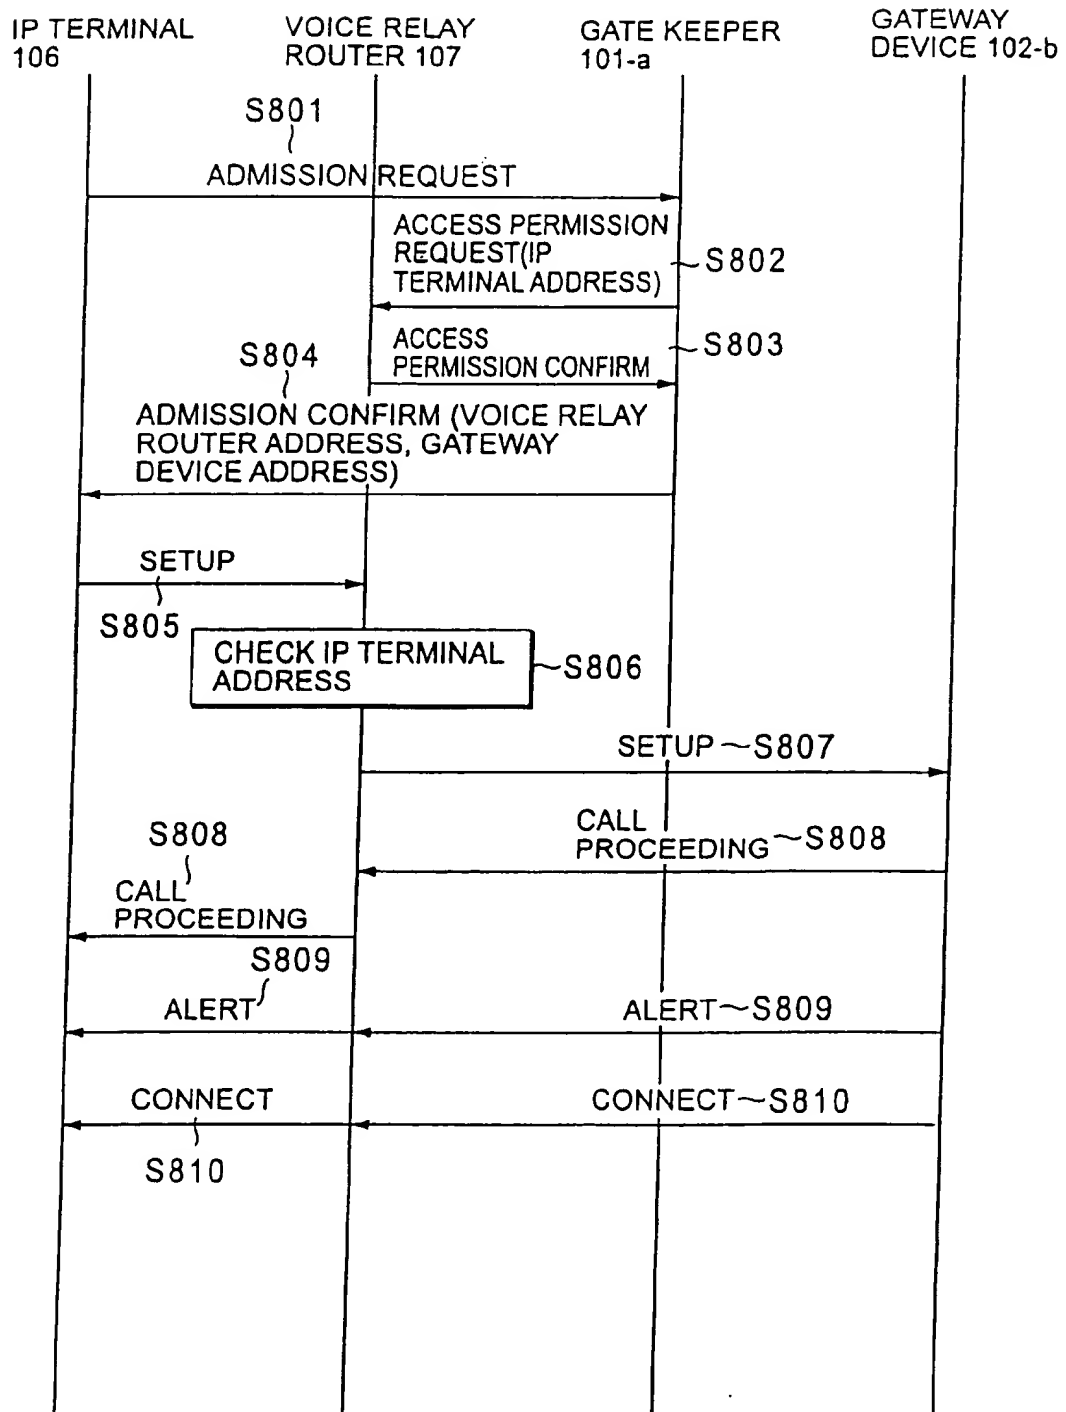 IP TERMINAL
106
VOICE RELAY
ROUTER 107
GATE KEEPER
101-a
GATEWAY
DEVICE 102-b
S801
ADMISSION REQUEST
ACCESS PERMISSION
REQUEST(IP
TERMINAL ADDRESS)
S802
ACCESS
PERMISSION CONFIRM
S803
S804
ADMISSION CONFIRM (VOICE RELAY
ROUTER ADDRESS, GATEWAY
DEVICE ADDRESS)
SETUP
S805
CHECK IP TERMINAL
ADDRESS
S806
SETUP
S807
CALL
PROCEEDING
S808
S808
CALL
PROCEEDING
S809
ALERT
ALERT
S809
CONNECT
S810
CONNECT
S810